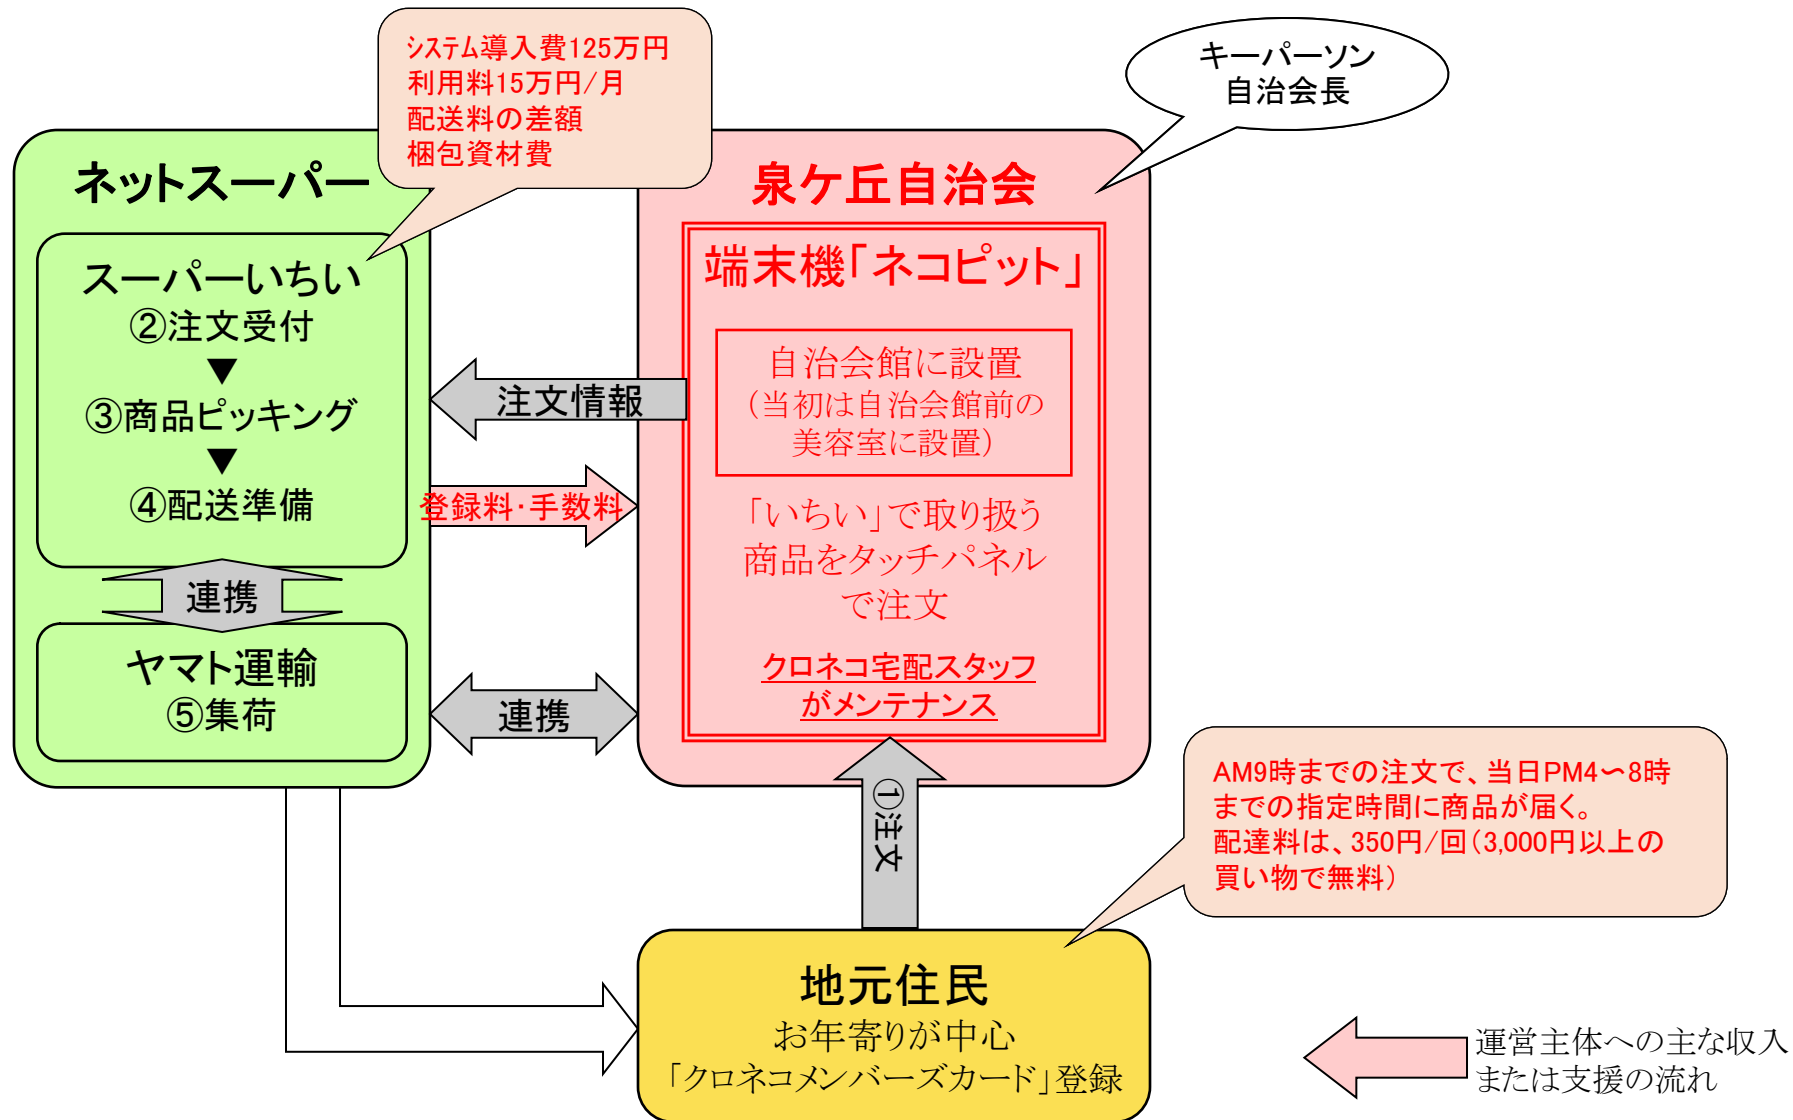 システム導入費125万円
利用料15万円/月
配送料の差額
梱包資材費
キーパーソン
自治会長
ネットスーパー
スーパーいちい
②注文受付
▼
③商品ピッキング
▼
④配送準備
連携
ヤマト運輸
⑤集荷
注文情報
登録料・手数料
連携
泉ケ丘自治会
端末機「ネコピット」
自治会館に設置
（当初は自治会館前の
美容室に設置）
「いちい」で取り扱う
商品をタッチパネル
で注文
クロネコ宅配スタッフ
がメンテナンス
①注文
AM9時までの注文で、当日PM4～8時
までの指定時間に商品が届く。
配達料は、350円/回（3,000円以上の
買い物で無料）
地元住民
お年寄りが中心
「クロネコメンバーズカード」登録
運営主体への主な収入
または支援の流れ